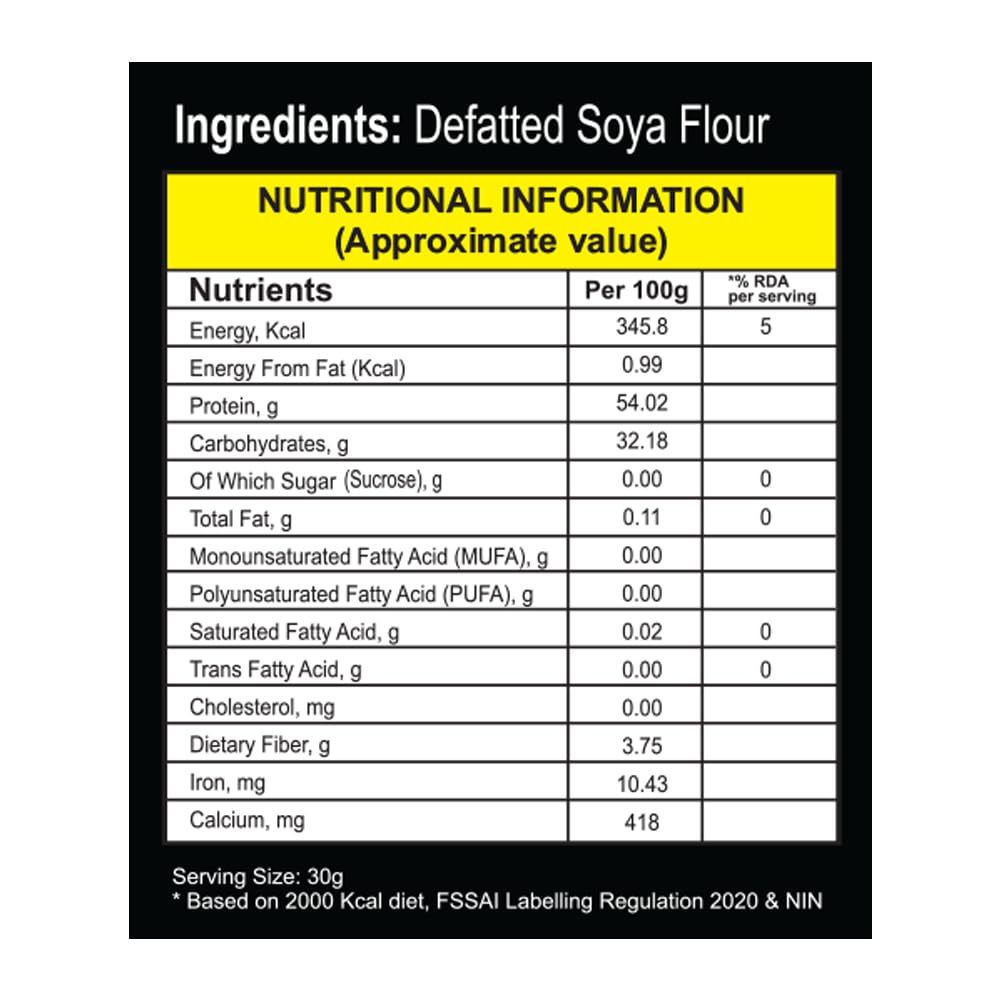 Ingredients: Defatted Soya Flour
NUTRITIONAL INFORMATION
(Approximate value)
Nutrients Per 100g *% RDA per serving
Energy, Kcal 345.8 5
Energy From Fat (Kcal) 0.99
Protein, g 54.02
Carbohydrates, g 32.18
Of Which Sugar (Sucrose), g 0.00 0
Total Fat, g 0.11 0
Monounsaturated Fatty Acid (MUFA), g 0.00
Polyunsaturated Fatty Acid (PUFA), g 0.00
Saturated Fatty Acid, g 0.02 0
Trans Fatty Acid, g 0.00 0
Cholesterol, mg 0.00
Dietary Fiber, g 3.75
Iron, mg 10.43
Calcium, mg 418
Serving Size: 30g
* Based on 2000 Kcal diet, FSSAI Labelling Regulation 2020 & NIN